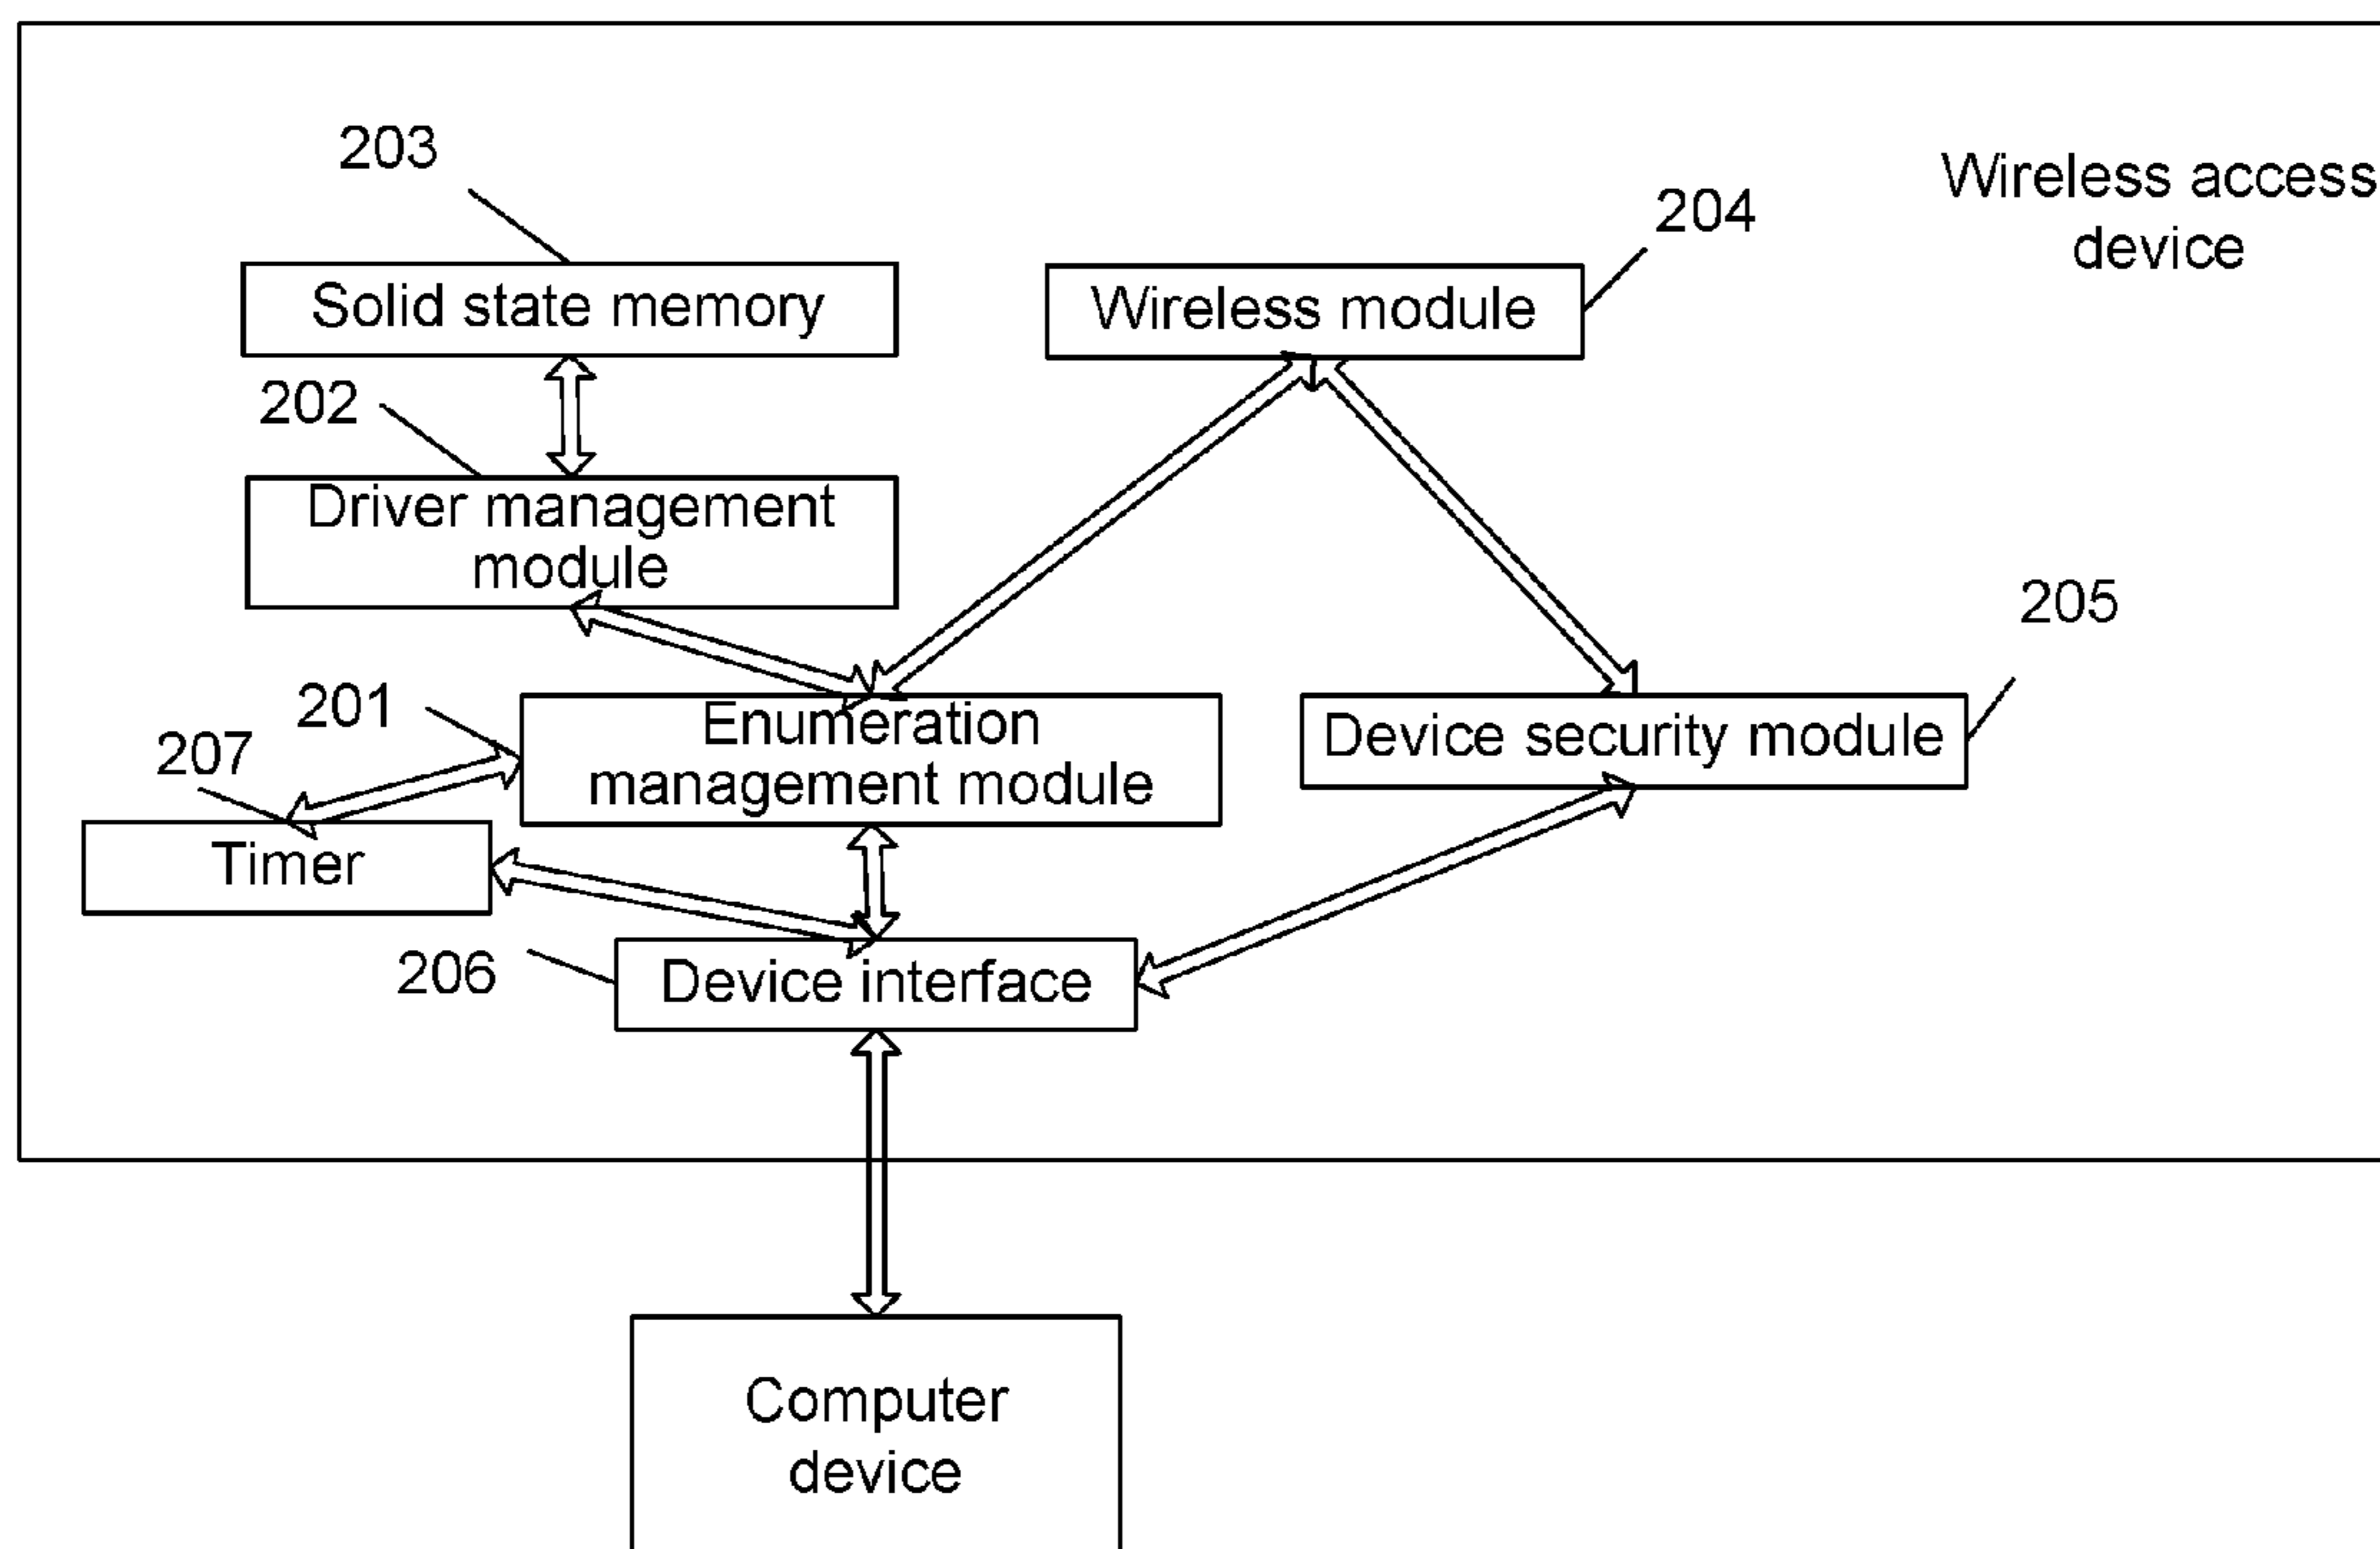 203
Wireless access
device
204
Solid state memory
Wireless module
202
Driver management
module
205
201
Enumeration
management module
Device security module
207
Timer
206
Device interface
Computer
device